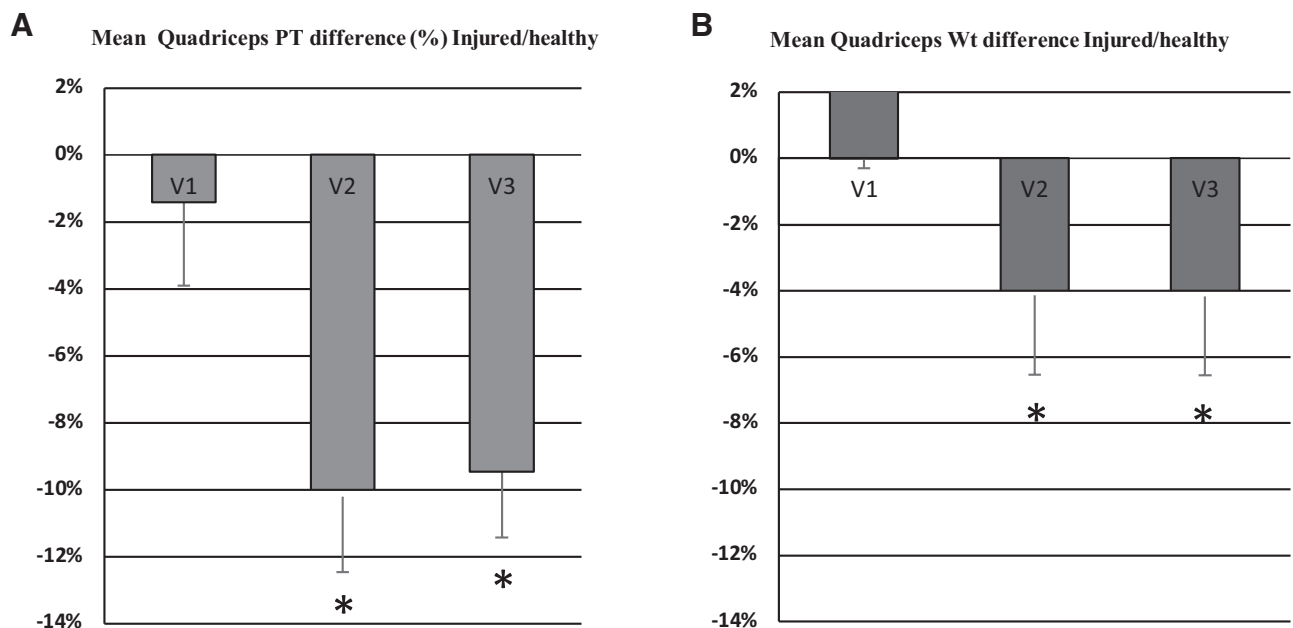 A
Mean Quadriceps PT difference (%) Injured/healthy
2%
0%
-2%
-4%
-6%
-8%
-10%
-12%
-14%
V1
V2
V3
*
*
B
Mean Quadriceps Wt difference Injured/healthy
2%
0%
-2%
-4%
-6%
-8%
-10%
-12%
-14%
V1
V2
V3
*
*